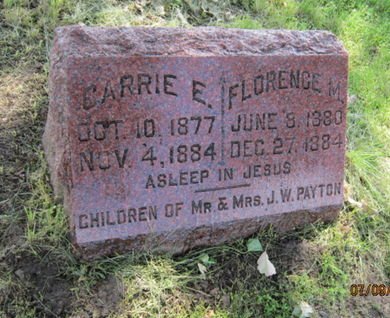 CARRIE E.
OCT. 10, 1877
NOV. 4, 1884
FLORENCE M.
JUNE 8, 1880
DEC. 27, 1884
ASLEEP IN JESUS
CHILDREN OF MR. & MRS. J. W. PAYTON